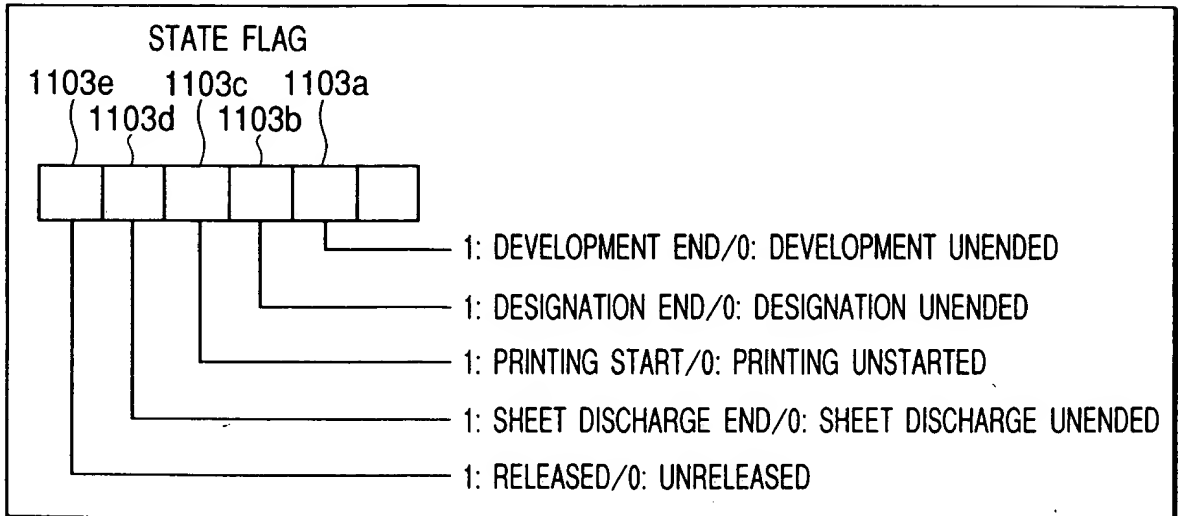 STATE FLAG
1103e 1103c 1103a
1103d 1103b
1: DEVELOPMENT END/0: DEVELOPMENT UNENDED
1: DESIGNATION END/0: DESIGNATION UNENDED
1: PRINTING START/0: PRINTING UNSTARTED
1: SHEET DISCHARGE END/0: SHEET DISCHARGE UNENDED
1: RELEASED/0: UNRELEASED